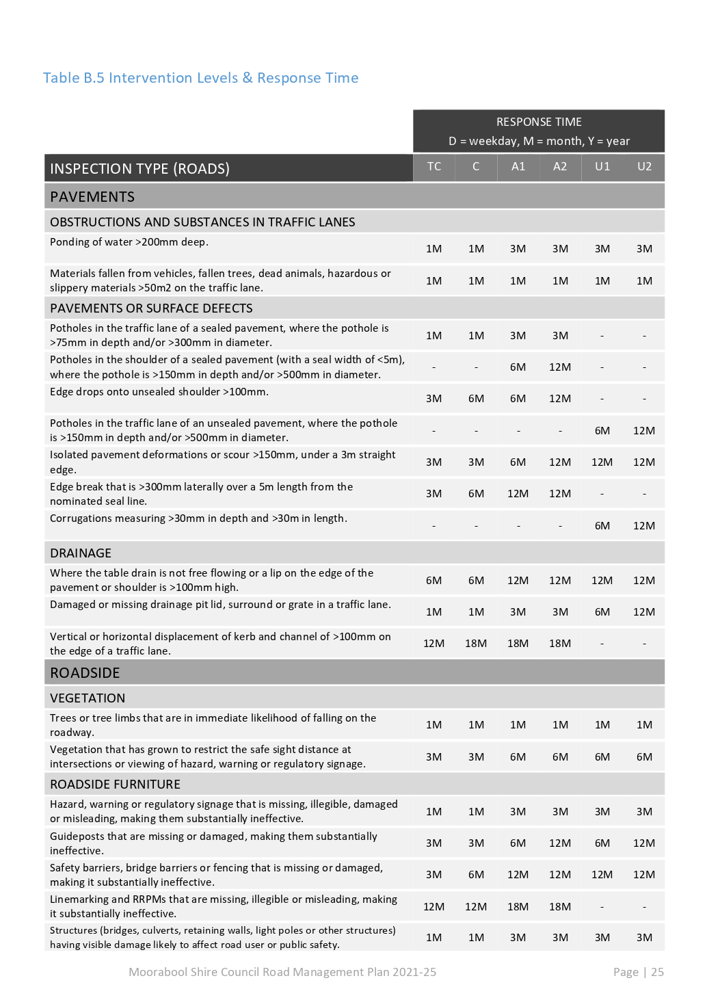 Table B.5 Intervention Levels & Response Time
RESPONSE TIME
D = weekday, M = month, Y = year
INSPECTION TYPE (ROADS) TC C A1 A2 U1 U2
PAVEMENTS
OBSTRUCTIONS AND SUBSTANCES IN TRAFFIC LANES
Ponding of water >200mm deep.
1M 1M 3M 3M 3M 3M
Materials fallen from vehicles, fallen trees, dead animals, hazardous or
slippery materials >50m2 on the traffic lane.
1M 1M 1M 1M 1M 1M
PAVEMENTS OR SURFACE DEFECTS
Potholes in the traffic lane of a sealed pavement, where the pothole is
>75mm in depth and/or >300mm in diameter.
1M 1M 3M 3M - -
Potholes in the shoulder of a sealed pavement (with a seal width of <5m),
where the pothole is >150mm in depth and/or >500mm in diameter.
- - 6M 12M - -
Edge drops onto unsealed shoulder >100mm.
3M 6M 6M 12M - -
Potholes in the traffic lane of an unsealed pavement, where the pothole
is >150mm in depth and/or >500mm in diameter.
- - - - 6M 12M
Isolated pavement deformations or scour >150mm, under a 3m straight
edge.
3M 3M 6M 12M 12M 12M
Edge break that is >300mm laterally over a 5m length from the
nominated seal line.
3M 6M 12M 12M - -
Corrugations measuring >30mm in depth and >30m in length.
- - - - 6M 12M
DRAINAGE
Where the table drain is not free flowing or a lip on the edge of the
pavement or shoulder is >100mm high.
6M 6M 12M 12M 12M 12M
Damaged or missing drainage pit lid, surround or grate in a traffic lane.
1M 1M 3M 3M 6M 12M
Vertical or horizontal displacement of kerb and channel of >100mm on
the edge of a traffic lane.
12M 18M 18M 18M - -
ROADSIDE
VEGETATION
Trees or tree limbs that are in immediate likelihood of falling on the
roadway.
1M 1M 1M 1M 1M 1M
Vegetation that has grown to restrict the safe sight distance at
intersections or viewing of hazard, warning or regulatory signage.
3M 3M 6M 6M 6M 6M
ROADSIDE FURNITURE
Hazard, warning or regulatory signage that is missing, illegible, damaged
or misleading, making them substantially ineffective.
1M 1M 3M 3M 3M 3M
Guideposts that are missing or damaged, making them substantially
ineffective.
3M 3M 6M 12M 6M 12M
Safety barriers, bridge barriers or fencing that is missing or damaged,
making it substantially ineffective.
3M 6M 12M 12M 12M 12M
Linemarking and RRPMs that are missing, illegible or misleading, making
it substantially ineffective.
12M 12M 18M 18M - -
Structures (bridges, culverts, retaining walls, light poles or other structures)
having visible damage likely to affect road user or public safety.
1M 1M 3M 3M 3M 3M
Moorabool Shire Council Road Management Plan 2021-25 Page | 25